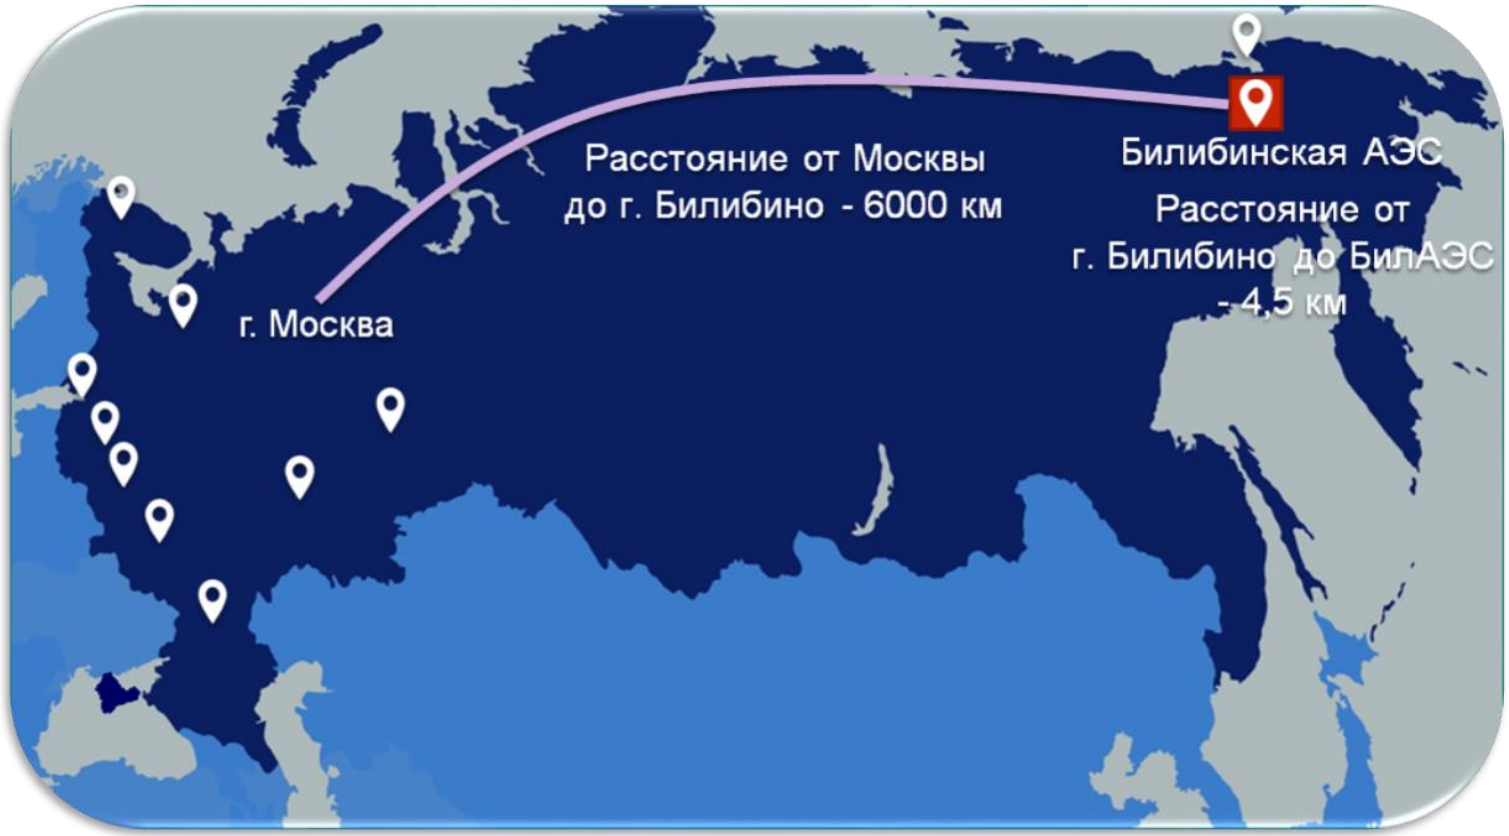 Расстояние от Москвы
до г. Билибино - 6000 км
Билибинская АЭС
Расстояние от
г. Билибино до БилАЭС
- 4,5 км
г. Москва